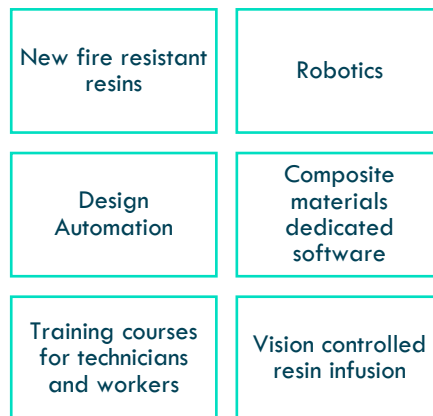 New fire resistant
resins
Robotics
Design
Automation
Composite
materials
dedicated
software
Training courses
for technicians
and workers
Vision controlled
resin infusion